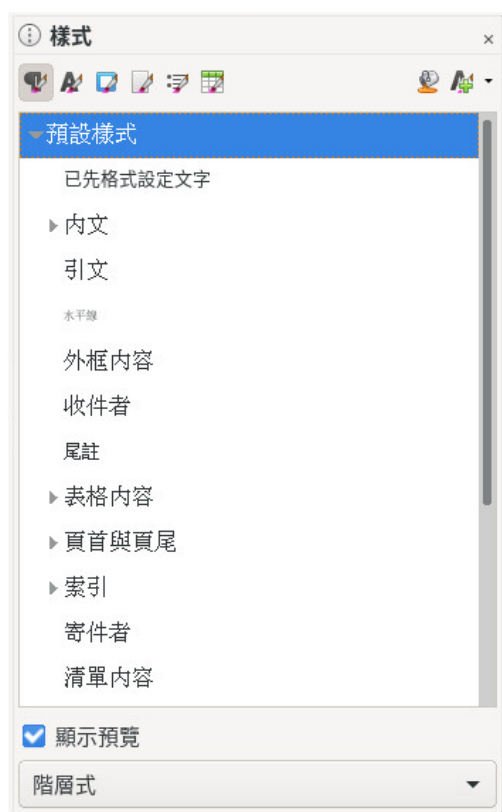 樣式
預設樣式
已先格式設定文字
內文
引文
水平線
外框內容
收件者
尾註
表格內容
頁首與頁尾
索引
寄件者
清單內容
顯示預覽
階層式